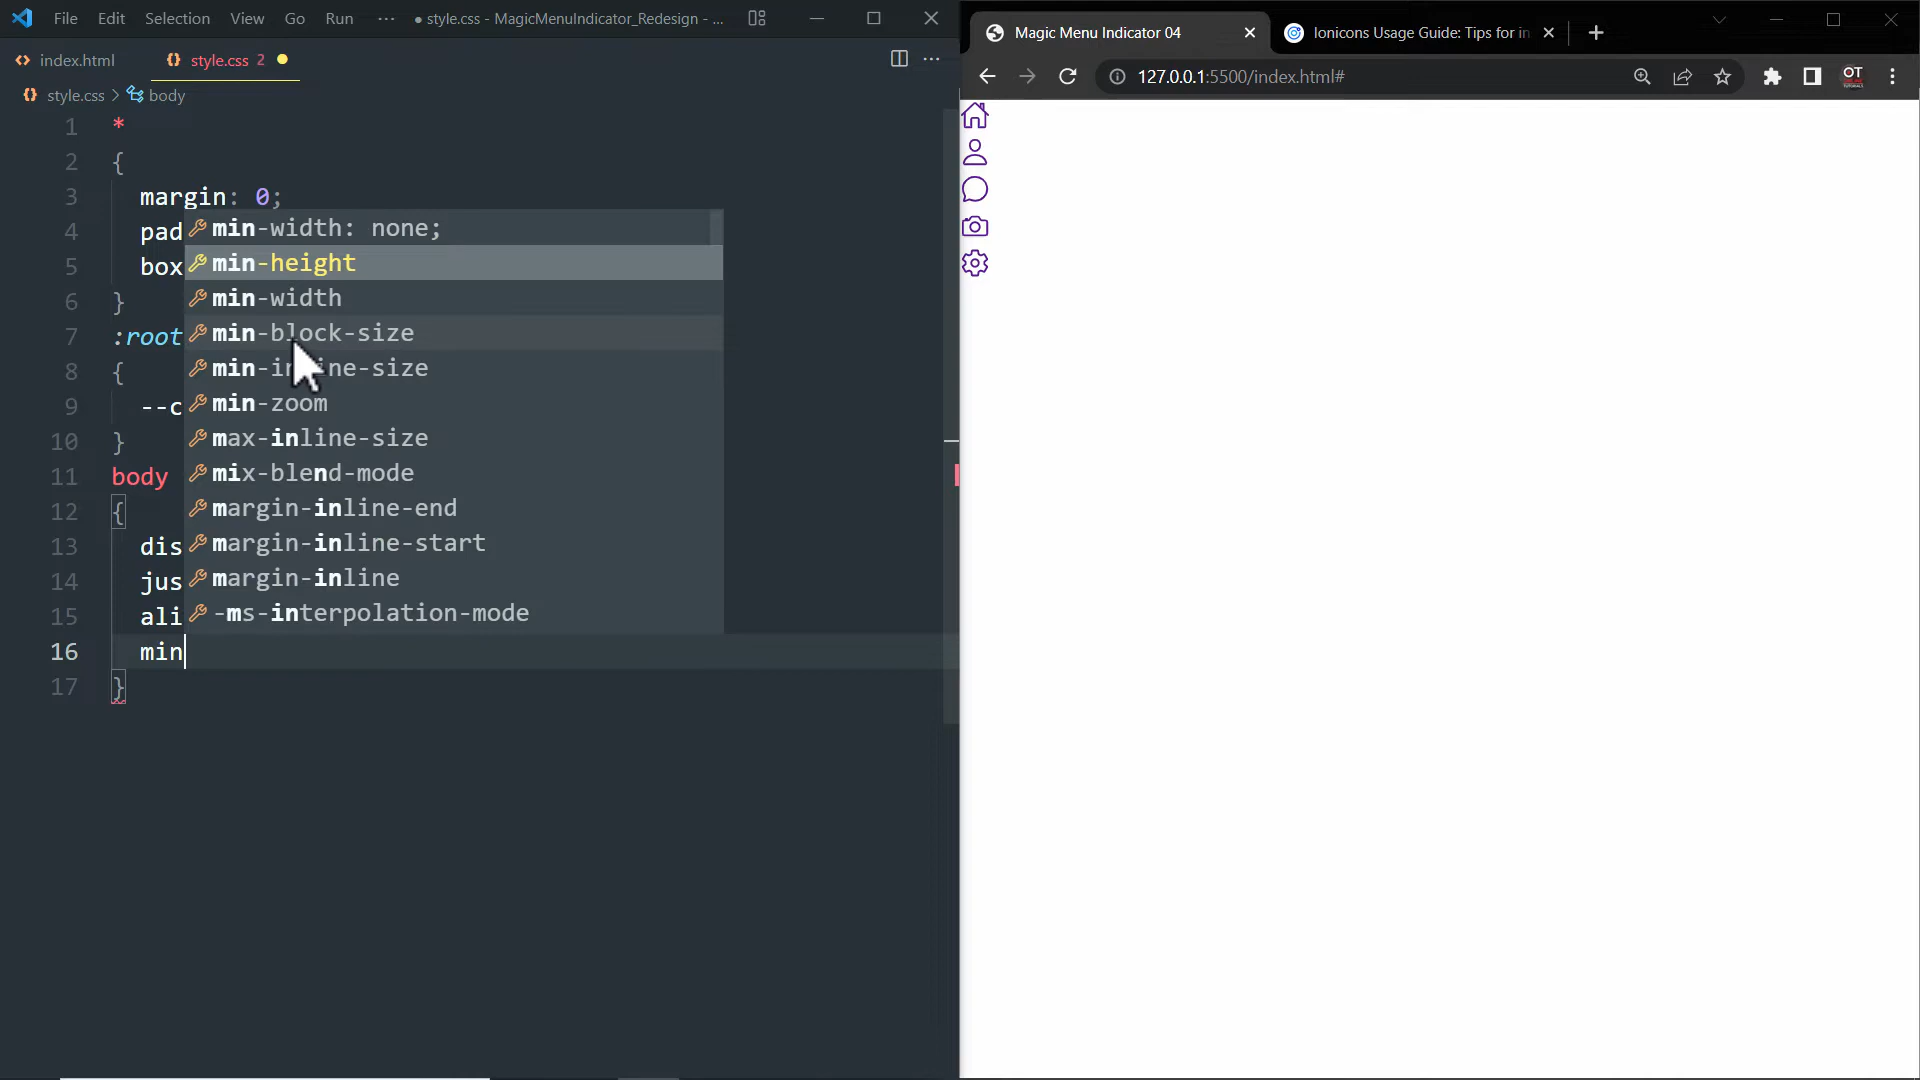 File Edit Selection View Go Run ··· ● style.css - MagicMenuIndicator_Redesign - ...
index.html style.css 2
style.css > body
1 *
2 {
3 margin: 0;
4 pad
5 box
6 }
7 :root
8 {
9 --c
10 }
11 body
12 {
13 dis
14 jus
15 ali
16 min
17 }
min-width: none;
min-height
min-width
min-block-size
min-inline-size
min-zoom
max-inline-size
mix-blend-mode
margin-inline-end
margin-inline-start
margin-inline
-ms-interpolation-mode
Magic Menu Indicator 04
Ionicons Usage Guide: Tips for in
127.0.0.1:5500/index.html#
OT